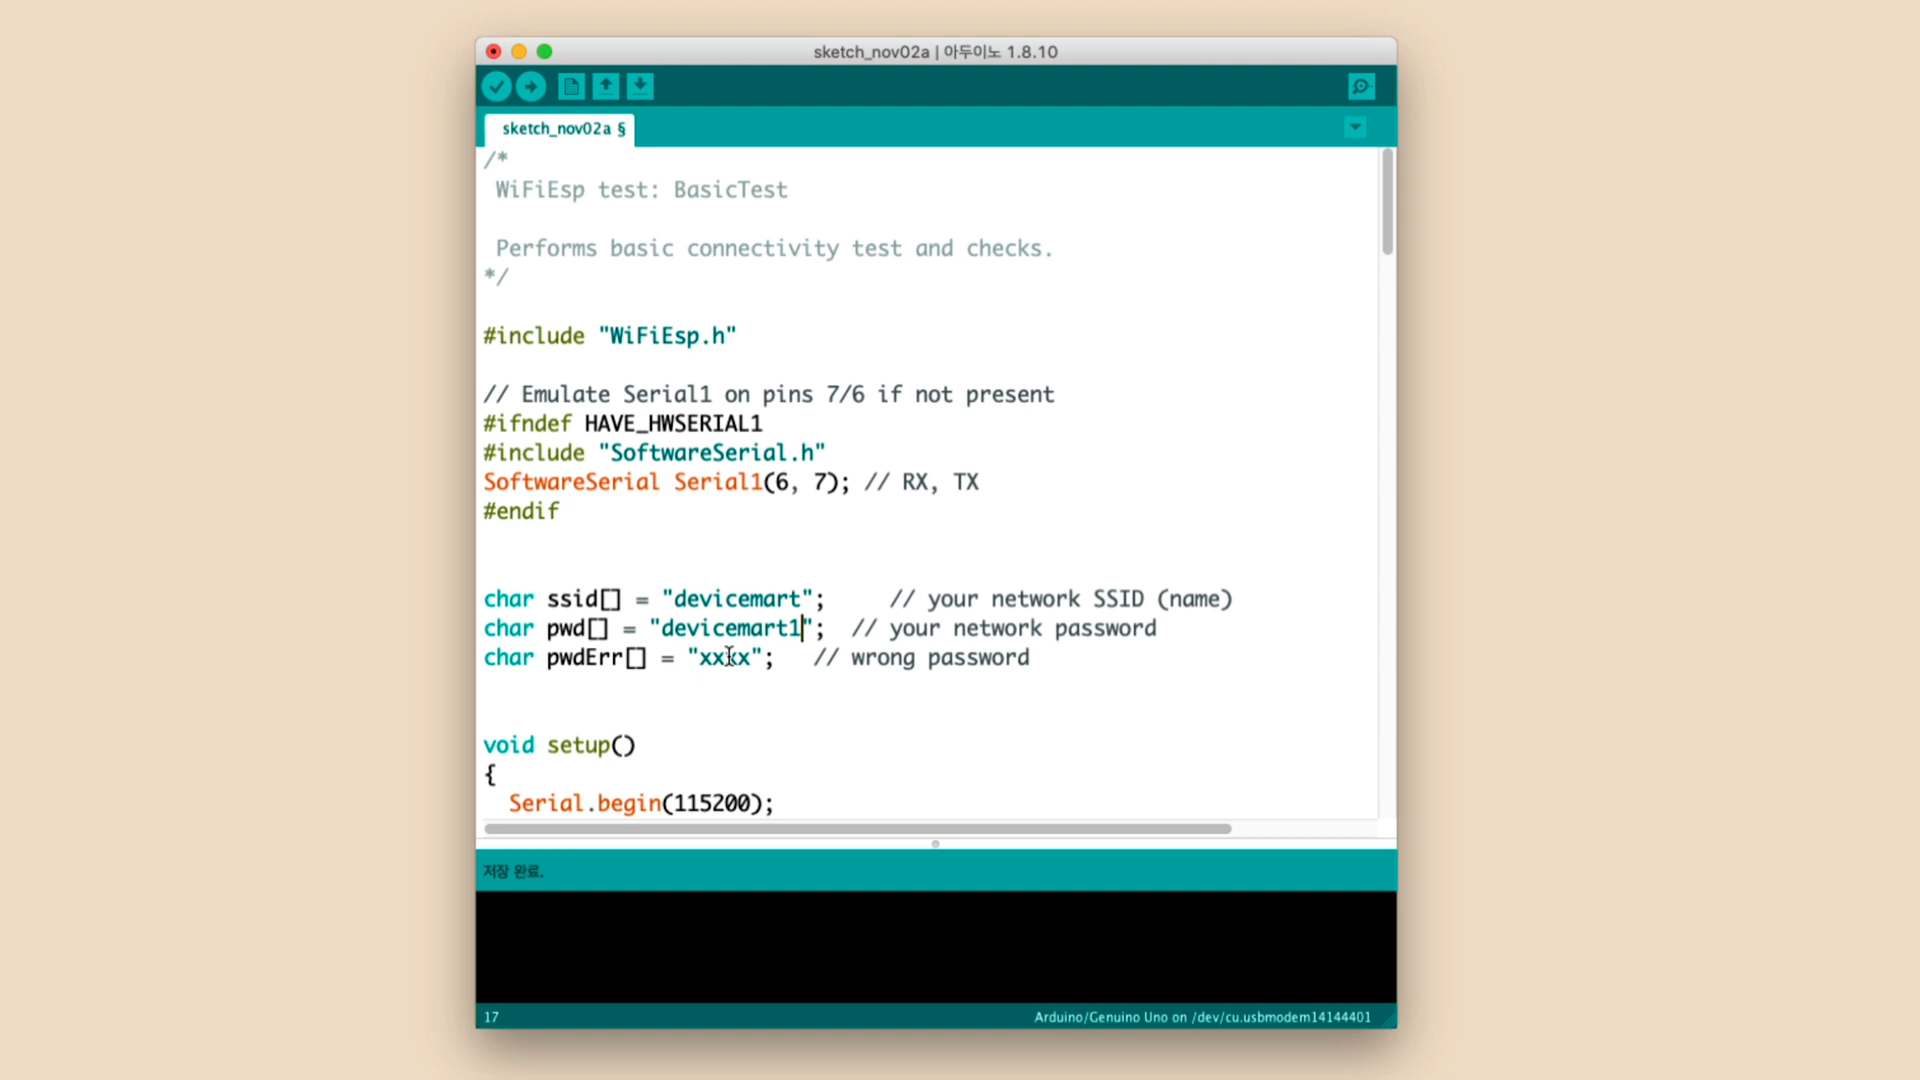 sketch_nov02a | 아두이노 1.8.10
sketch_nov02a §
/*
WiFiEsp test: BasicTest
Performs basic connectivity test and checks.
*/
#include "WiFiEsp.h"
// Emulate Serial1 on pins 7/6 if not present
#ifndef HAVE_HWSERIAL1
#include "SoftwareSerial.h"
SoftwareSerial Serial1(6, 7); // RX, TX
#endif
char ssid[] = "devicemart";     // your network SSID (name)
char pwd[] = "devicemart1";  // your network password
char pwdErr[] = "xxxx";   // wrong password
void setup()
{
Serial.begin(115200);
저장 완료.
17
Arduino/Genuino Uno on /dev/cu.usbmodem14144401